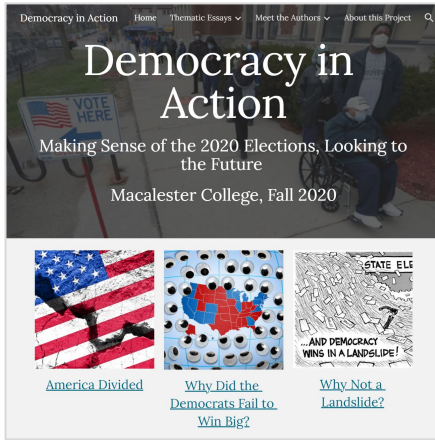 Democracy in Action Home Thematic Essays Meet the Authors About this Project
VOTE
HERE
Democracy in
Action
Making Sense of the 2020 Elections, Looking to
the Future
Macalester College, Fall 2020
STATE ELE
...AND DEMOCRACY
WINS IN A LANDSLIDE!
America Divided
Why Did the
Democrats Fail to
Win Big?
Why Not a
Landslide?